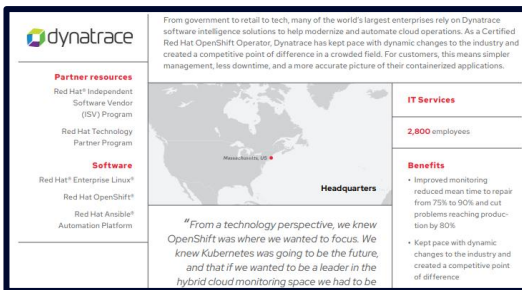 dynatrace
From government to retail to tech, many of the world's largest enterprises rely on Dynatrace
software intelligence solutions to help modernize and automate cloud operations. As a Certified
Red Hat OpenShift Operator, Dynatrace has kept pace with dynamic changes to the industry and
created a competitive point of difference in a crowded field. For customers, this means simpler
management, less downtime, and a more accurate picture of their containerized applications.
Partner resources
Red Hat® Independent
Software Vendor
(ISV) Program
Red Hat Technology
Partner Program
Software
Red Hat® Enterprise Linux®
Red Hat OpenShift®
Red Hat Ansible®
Automation Platform
Massachusetts, US
Headquarters
"From a technology perspective, we knew
OpenShift was where we wanted to focus. We
knew Kubernetes was going to be the future,
and that if we wanted to be a leader in the
hybrid cloud monitoring space we had to be
IT Services
2,800 employees
Benefits
• Improved monitoring
reduced mean time to repair
from 75% to 90% and cut
problems reaching produc-
tion by 80%
• Kept pace with dynamic
changes to the industry and
created a competitive point
of difference